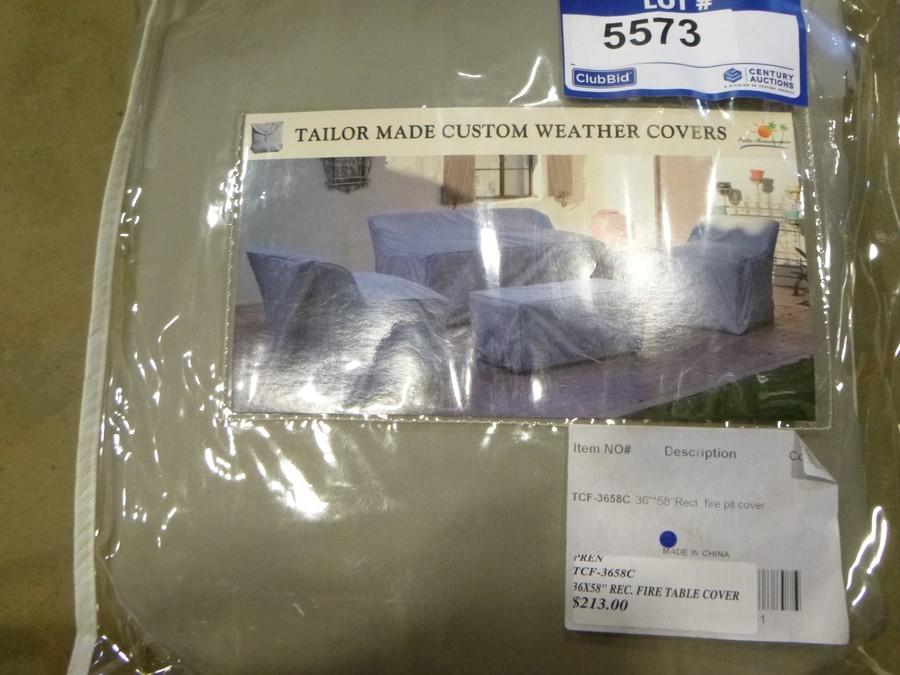 LOT #
5573
ClubBid
CENTURY
AUCTIONS
TAILOR MADE CUSTOM WEATHER COVERS
Item NO# Description
TCF-3658C 36"*58"Rect fire pit cover
MADE IN CHINA
PREN
TCF-3658C
36X58" REC. FIRE TABLE COVER
$213.00
1